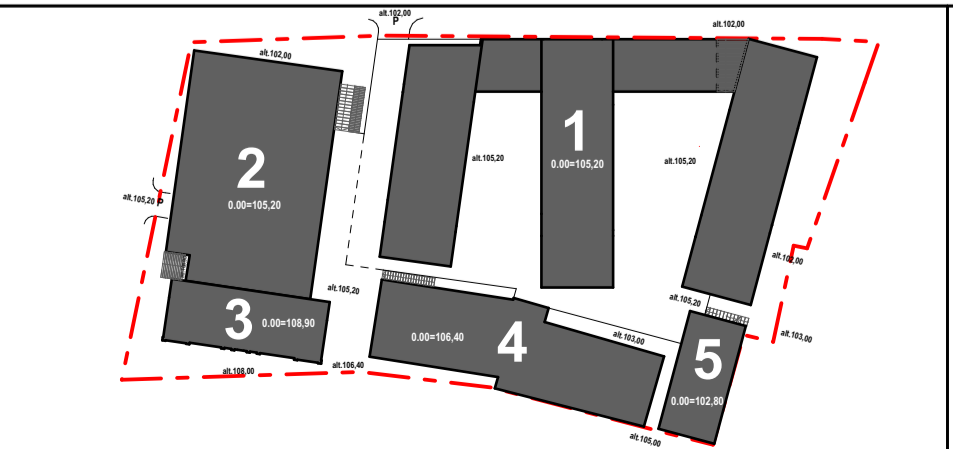 alt.102,00
P
alt.102,00
alt.102,00
2
0.00=105,20
1
0.00=105,20
alt.105,20
alt.105,20
alt.105,20 P
alt.102,00
alt.105,20
alt.105,20
3
0.00=108,90
0.00=106,40
4
alt.103,00
alt.103,00
5
0.00=102,80
alt.108,00
alt.106,40
alt.105,00